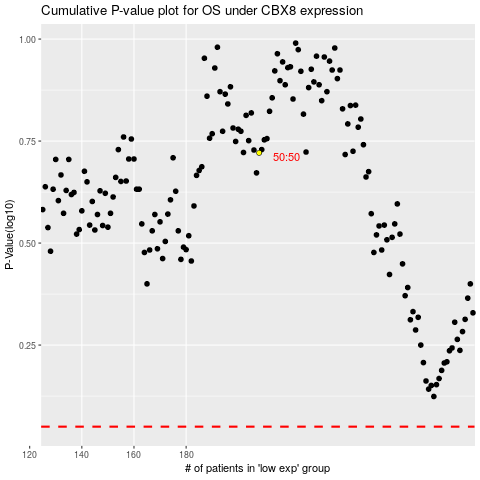 Cumulative P-value plot for OS under CBX8 expression
1.00
0.75
0.50
0.25
P-Value(log10)
50:50
120 140 160 180
# of patients in 'low exp' group